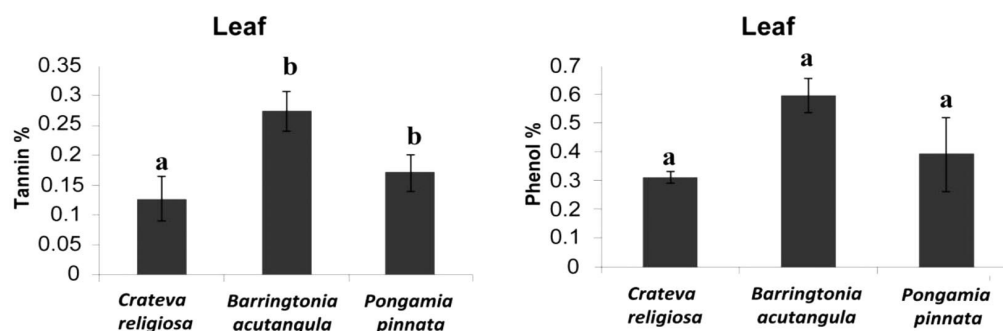 Leaf
0.35
0.3
0.25
0.2
0.15
0.1
0.05
0
Tannin %
a
b
b
Crateva
religiosa
Barringtonia
acutangula
Pongamia
pinnata
Leaf
0.7
0.6
0.5
0.4
0.3
0.2
0.1
0
Phenol %
a
a
a
Crateva
religiosa
Barringtonia
acutangula
Pongamia
pinnata